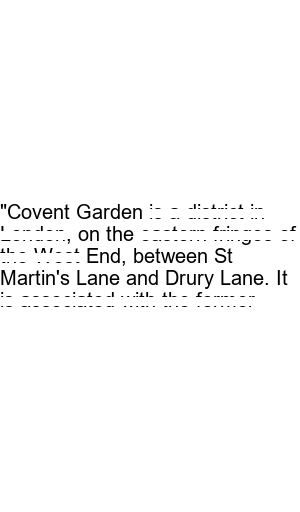 "Covent Garden is a district in
London, on the eastern fringes of
the West End, between St
Martin's Lane and Drury Lane. It
is associated with the former